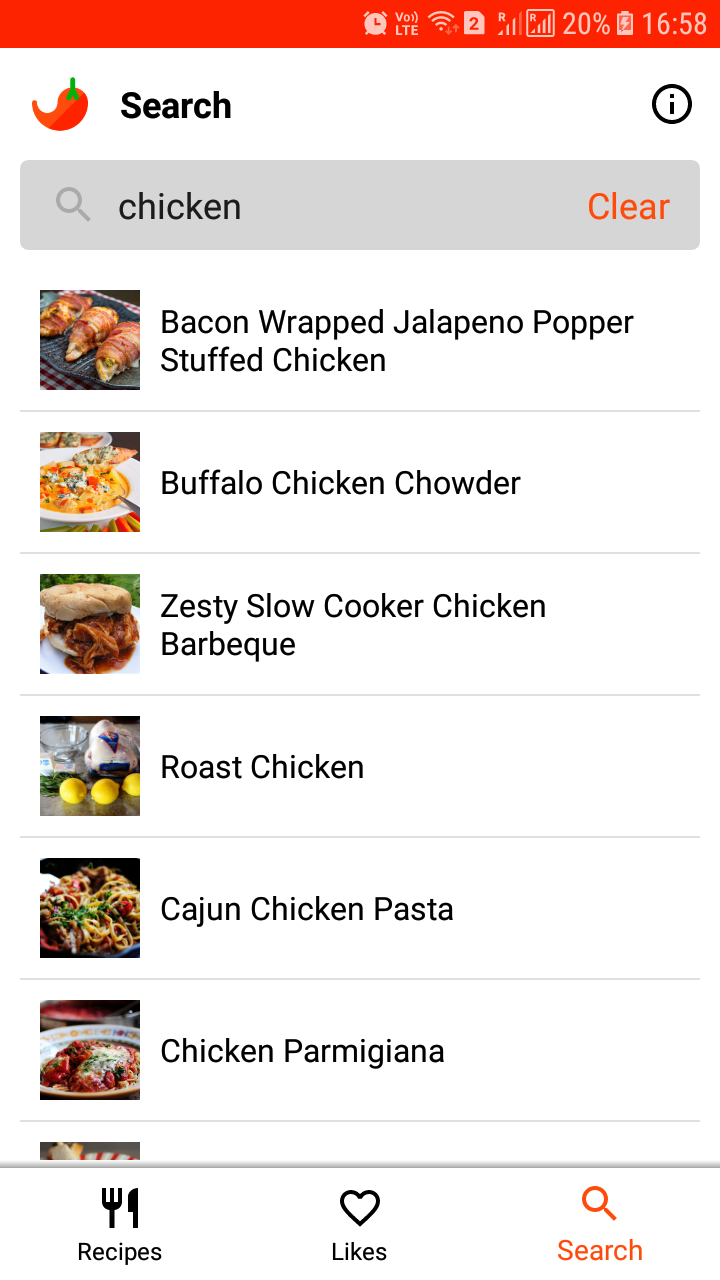 Vo)) LTE 2 R R 20% 16:58
Search
chicken Clear
Bacon Wrapped Jalapeno Popper
Stuffed Chicken
Buffalo Chicken Chowder
Zesty Slow Cooker Chicken
Barbeque
Roast Chicken
Cajun Chicken Pasta
Chicken Parmigiana
Recipes Likes Search